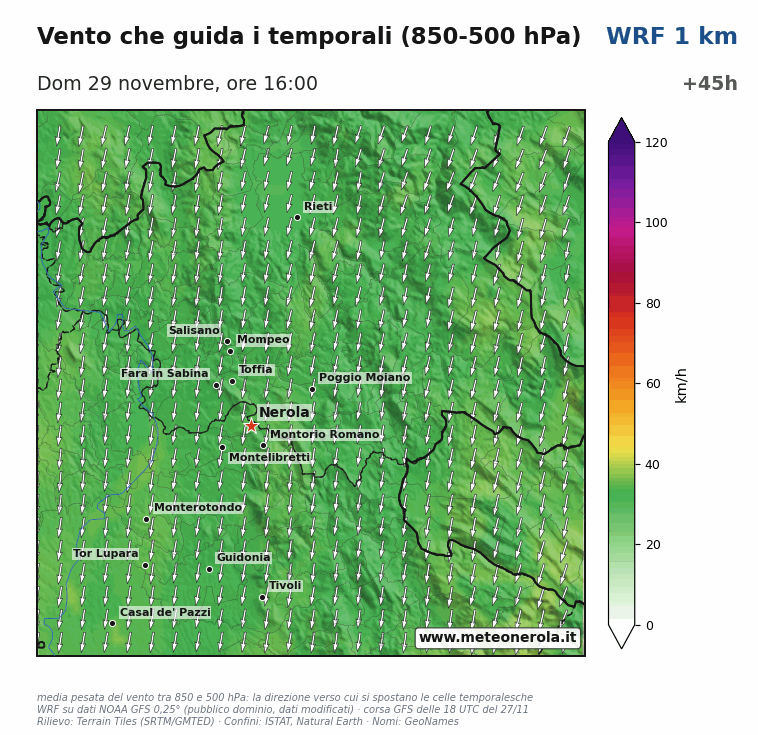 Vento che guida i temporali (850-500 hPa) WRF 1 km
Dom 29 novembre, ore 16:00 +45h
Rieti
Salisano
Mompeo
Fara in Sabina
Toffia
Poggio Moiano
Nerola
Montorio Romano
Montelibretti
Monterotondo
Tor Lupara
Guidonia
Tivoli
Casal de' Pazzi
www.meteonerola.it
120
100
80
60
40
20
0
km/h
media pesata del vento tra 850 e 500 hPa: la direzione verso cui si spostano le celle temporalesche
WRF su dati NOAA GFS 0,25° (pubblico dominio, dati modificati) · corsa GFS delle 18 UTC del 27/11
Rilievo: Terrain Tiles (SRTM/GMTED) · Confini: ISTAT, Natural Earth · Nomi: GeoNames